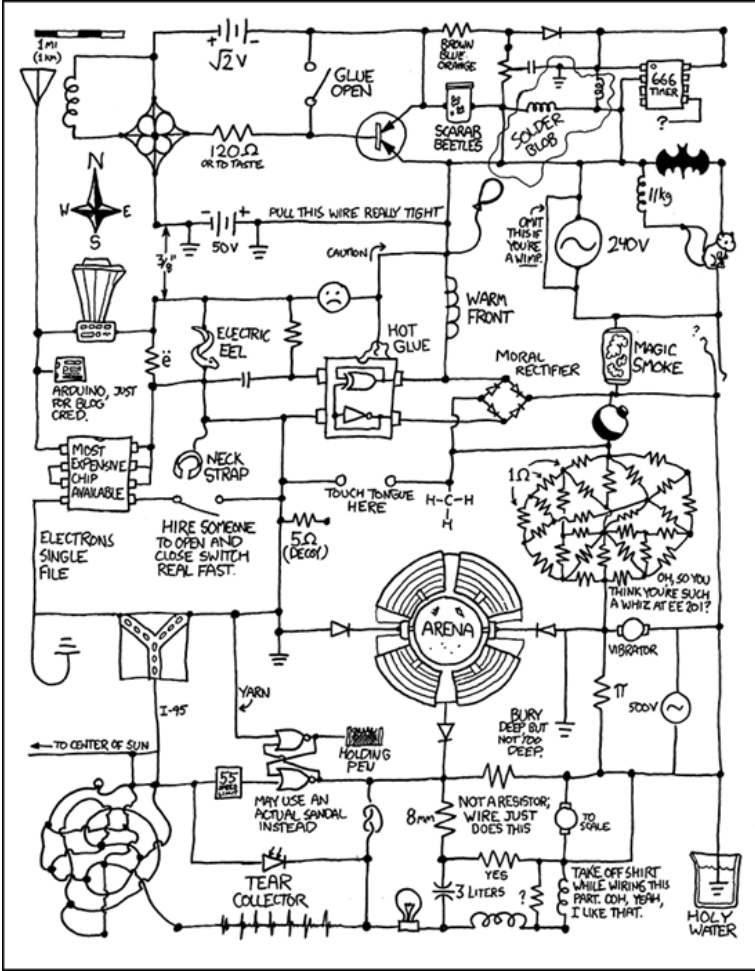 1 MI
(1 km)
+ -
√2 V
GLUE
OPEN
BROWN
BLUE
ORANGE
666
TIMER
?
SCARAB
BEETLES
SOLDER
BLOB
120Ω
OR TO TASTE
11kg
N
W E
S
- +
50V
PULL THIS WIRE REALLY TIGHT
OMIT
THIS IF
YOU'RE
A WIMP.
240V
3/8"
CAUTION
WARM
FRONT
ELECTRIC
EEL
HOT
GLUE
MORAL
RECTIFIER
MAGIC
SMOKE
?
ë
ARDUINO, JUST
FOR BLOG
CRED.
MOST
EXPENSIVE
CHIP
AVAILABLE
NECK
STRAP
TOUCH TONGUE
HERE
H-C-H
H
1Ω
ELECTRONS
SINGLE
FILE
HIRE SOMEONE
TO OPEN AND
CLOSE SWITCH
REAL FAST.
5Ω
(DECOY)
OH, SO YOU
THINK YOU'RE SUCH
A WHIZ AT EE 201?
ARENA
VIBRATOR
I-95
YARN
π
500V
BURY
DEEP, BUT
NOT TOO
DEEP.
TO CENTER OF SUN
HOLDING
PEN
55
SPEED
LIMIT
MAY USE AN
ACTUAL SANDAL
INSTEAD
8mm
NOT A RESISTOR;
WIRE JUST
DOES THIS
TO
SCALE
YES
TEAR
COLLECTOR
3 LITERS
?
TAKE OFF SHIRT
WHILE WIRING THIS
PART. OOH, YEAH,
I LIKE THAT.
HOLY
WATER